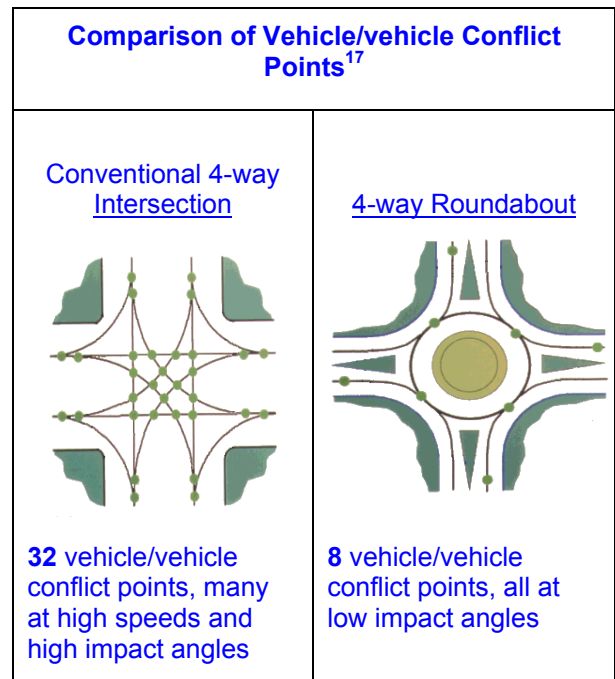 Comparison of Vehicle/vehicle Conflict
Points17
Conventional 4-way
Intersection
4-way Roundabout
32 vehicle/vehicle
conflict points, many
at high speeds and
high impact angles
8 vehicle/vehicle
conflict points, all at
low impact angles